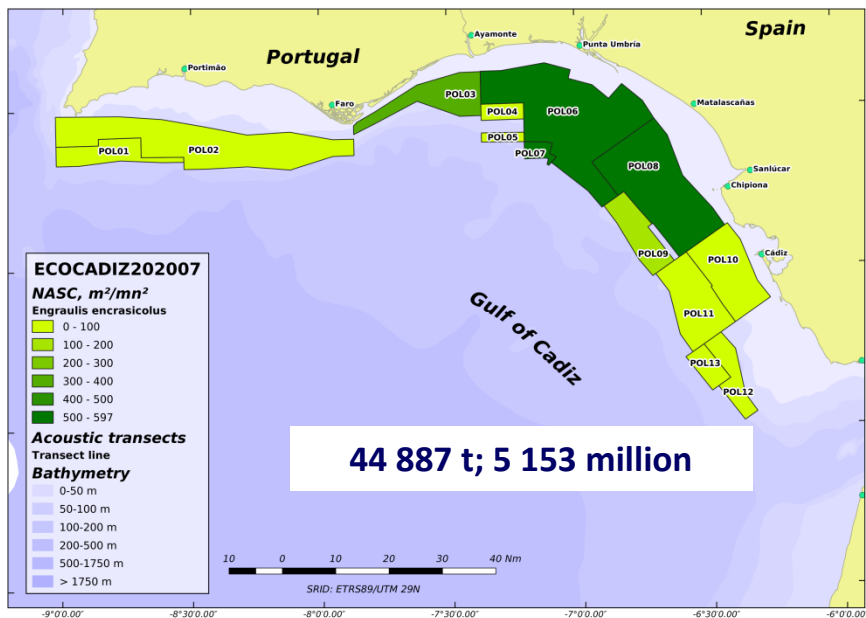 Portugal
Spain
Ayamonte
Punta Umbría
Portimão
Faro
Matalascañas
Sanlúcar
Chipiona
Cádiz
POL01
POL02
POL03
POL04
POL05
POL06
POL07
POL08
POL09
POL10
POL11
POL13
POL12
Gulf of Cadiz
ECOCADIZ202007
NASC, m²/mn²
Engraulis encrasicolus
0 - 100
100 - 200
200 - 300
300 - 400
400 - 500
500 - 597
Acoustic transects
Transect line
Bathymetry
0-50 m
50-100 m
100-200 m
200-500 m
500-1750 m
> 1750 m
44 887 t; 5 153 million
10 0 10 20 30 40 Nm
SRID: ETRS89/UTM 29N
-9°0'0.00" -8°30'0.00" -8°0'0.00" -7°30'0.00" -7°0'0.00" -6°30'0.00" -6°0'0.00"